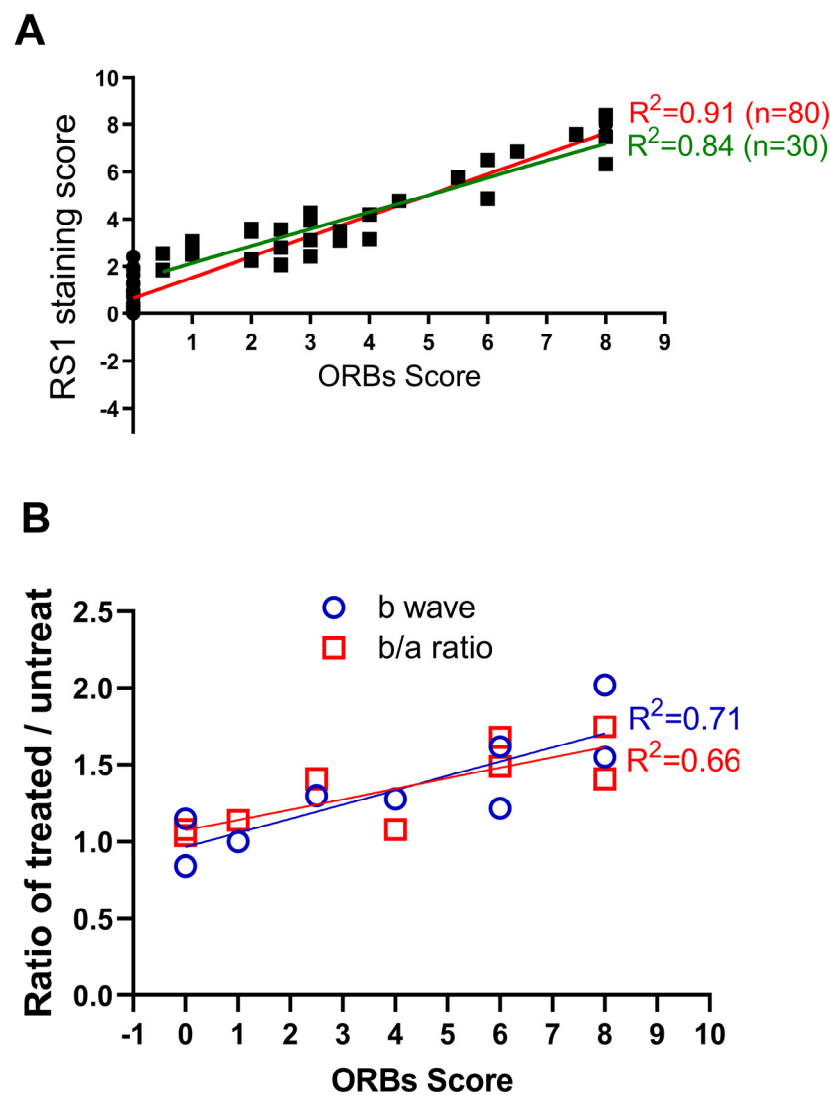 A
10
8
6
4
2
0
-2
-4
RS1 staining score
R²=0.91 (n=80)
R²=0.84 (n=30)
1 2 3 4 5 6 7 8 9
ORBs Score
B
b wave
b/a ratio
2.5
2.0
1.5
1.0
0.5
0.0
Ratio of treated / untreat
R²=0.71
R²=0.66
-1 0 1 2 3 4 5 6 7 8 9 10
ORBs Score